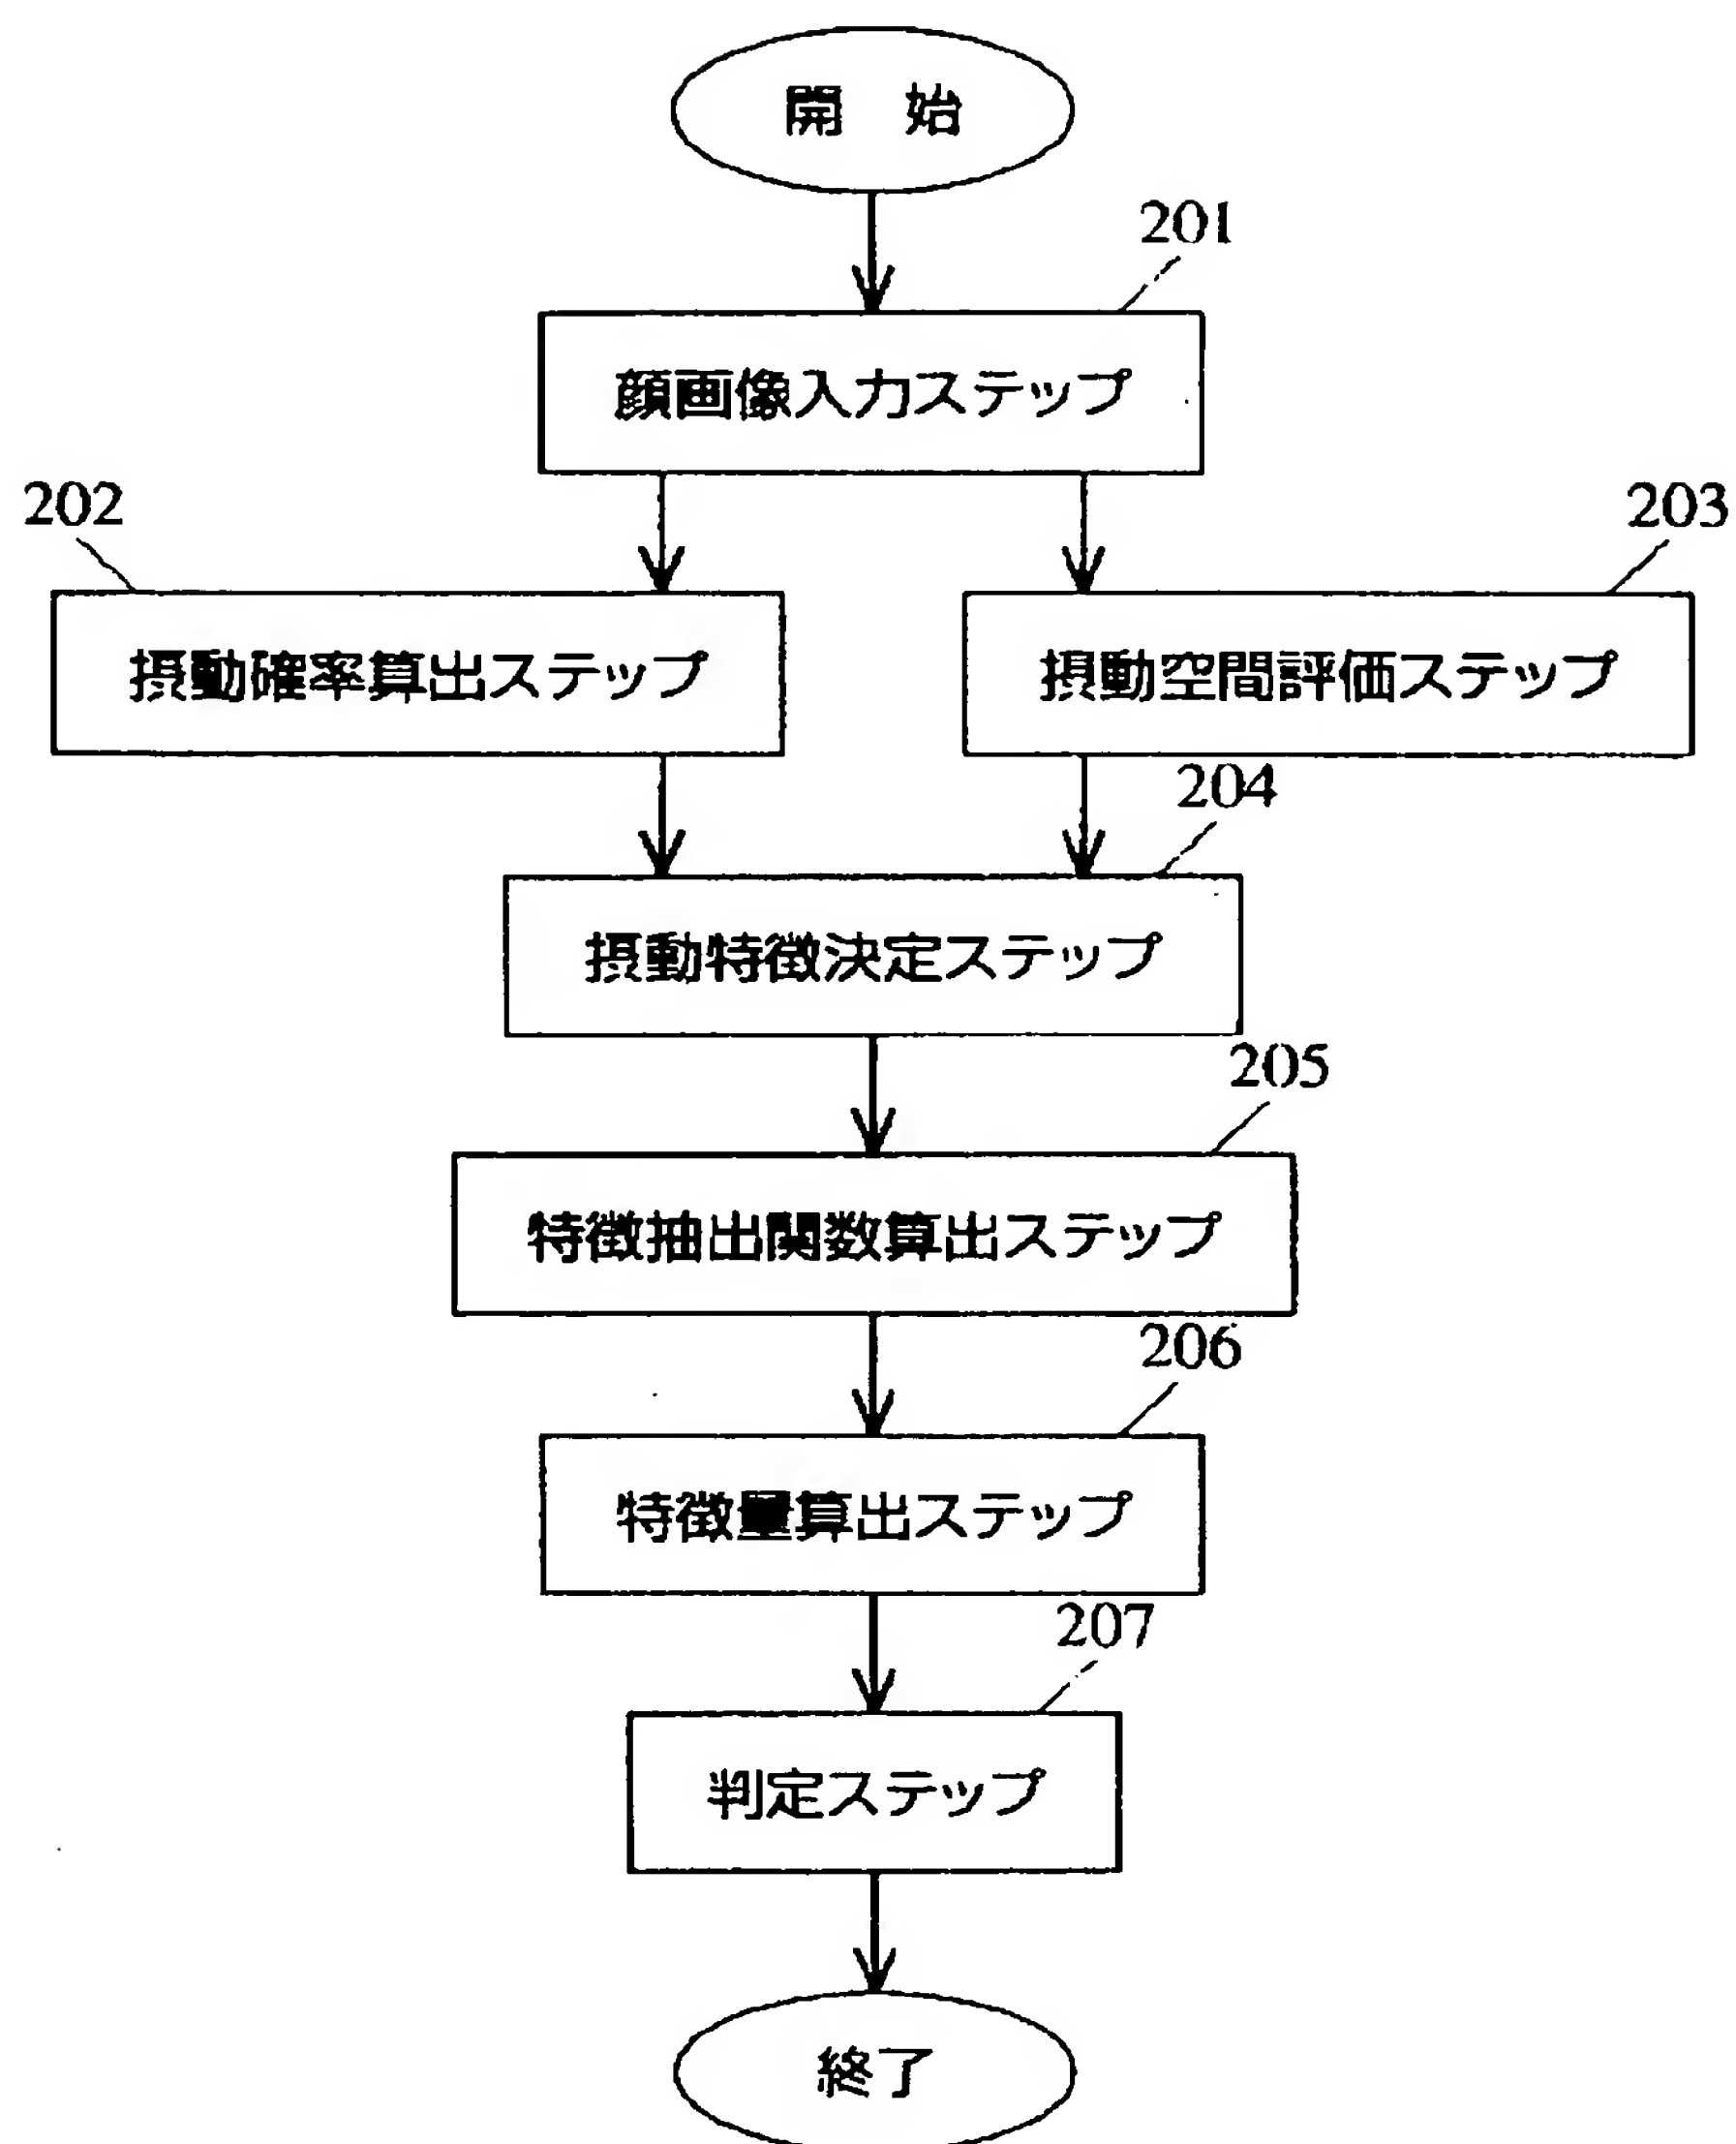 開　始
201
顔画像入力ステップ
202
203
摂動確率算出ステップ
摂動空間評価ステップ
204
摂動特徴決定ステップ
205
特徴抽出関数算出ステップ
206
特徴量算出ステップ
207
判定ステップ
終了